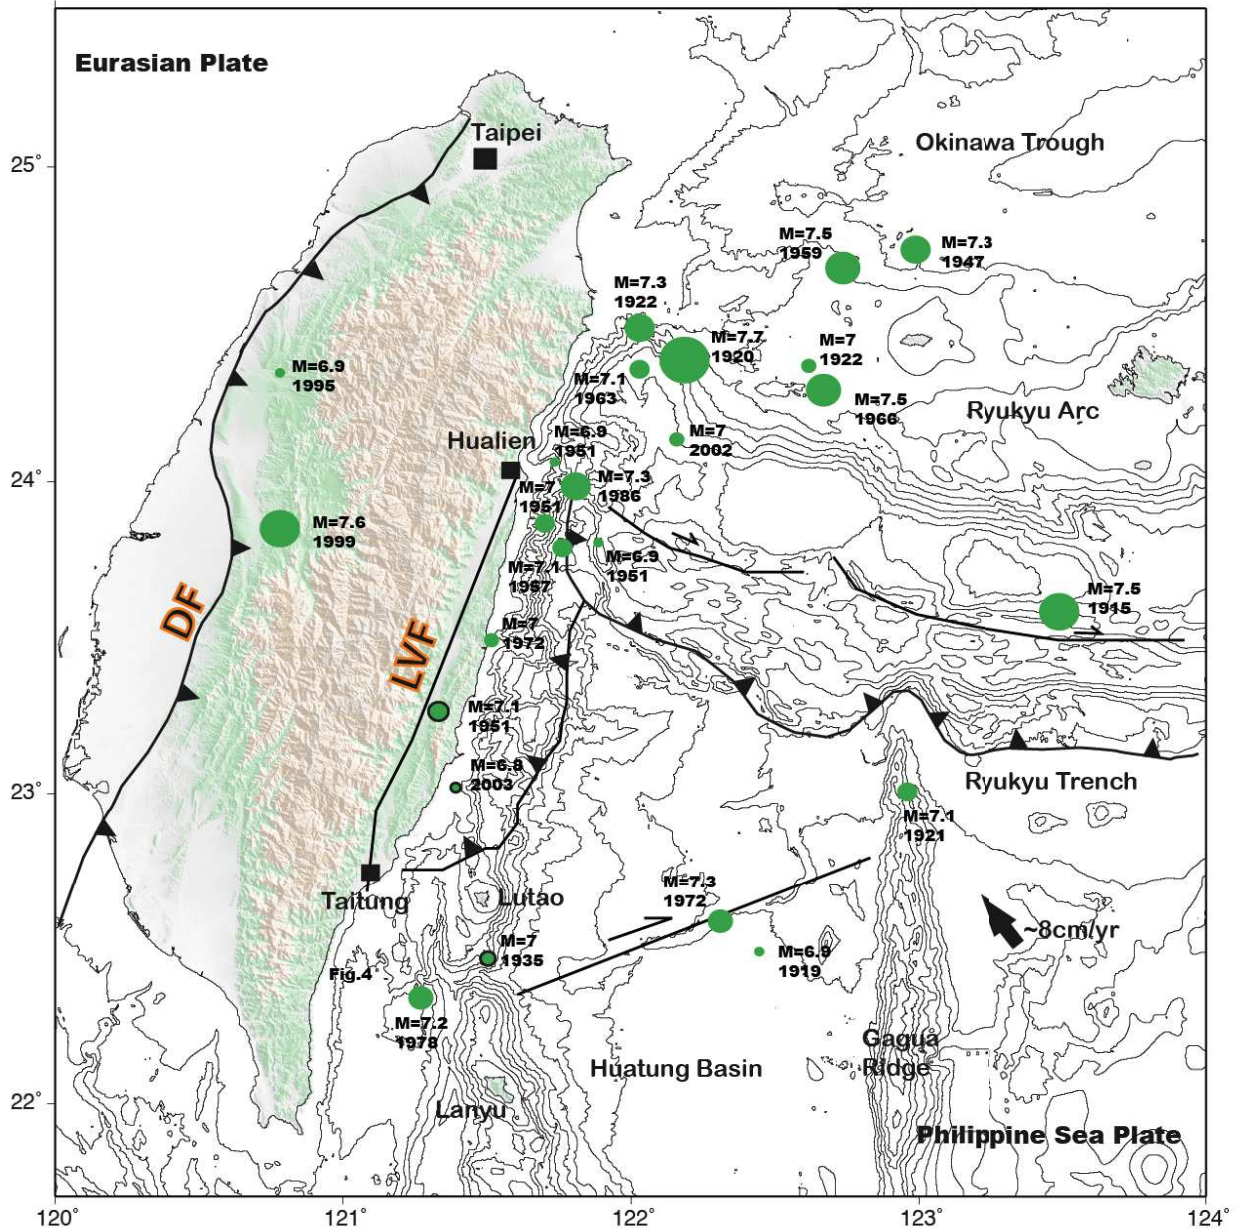 Eurasian Plate
Taipei
Okinawa Trough
25°
M=7.5
1959
M=7.3
1947
M=7.3
1922
M=7.7
1920
M=7
1922
M=6.9
1995
M=7.1
1963
M=7.5
1966
Ryukyu Arc
Hualien
M=6.9
1951
M=7
2002
24°
M=7
1951
M=7.3
1986
M=7.6
1999
M=7.1
1967
M=6.9
1951
M=7.5
1915
DF
LVF
M=7
1972
M=7.1
1951
M=6.8
2003
23°
Ryukyu Trench
M=7.1
1921
Taitung
Lutao
M=7.3
1972
~8cm/yr
M=7
1935
M=6.9
1919
Fig.4
M=7.2
1978
Gagua
Ridge
Huatung Basin
22°
Lanyu
Philippine Sea Plate
120°
121°
122°
123°
124°